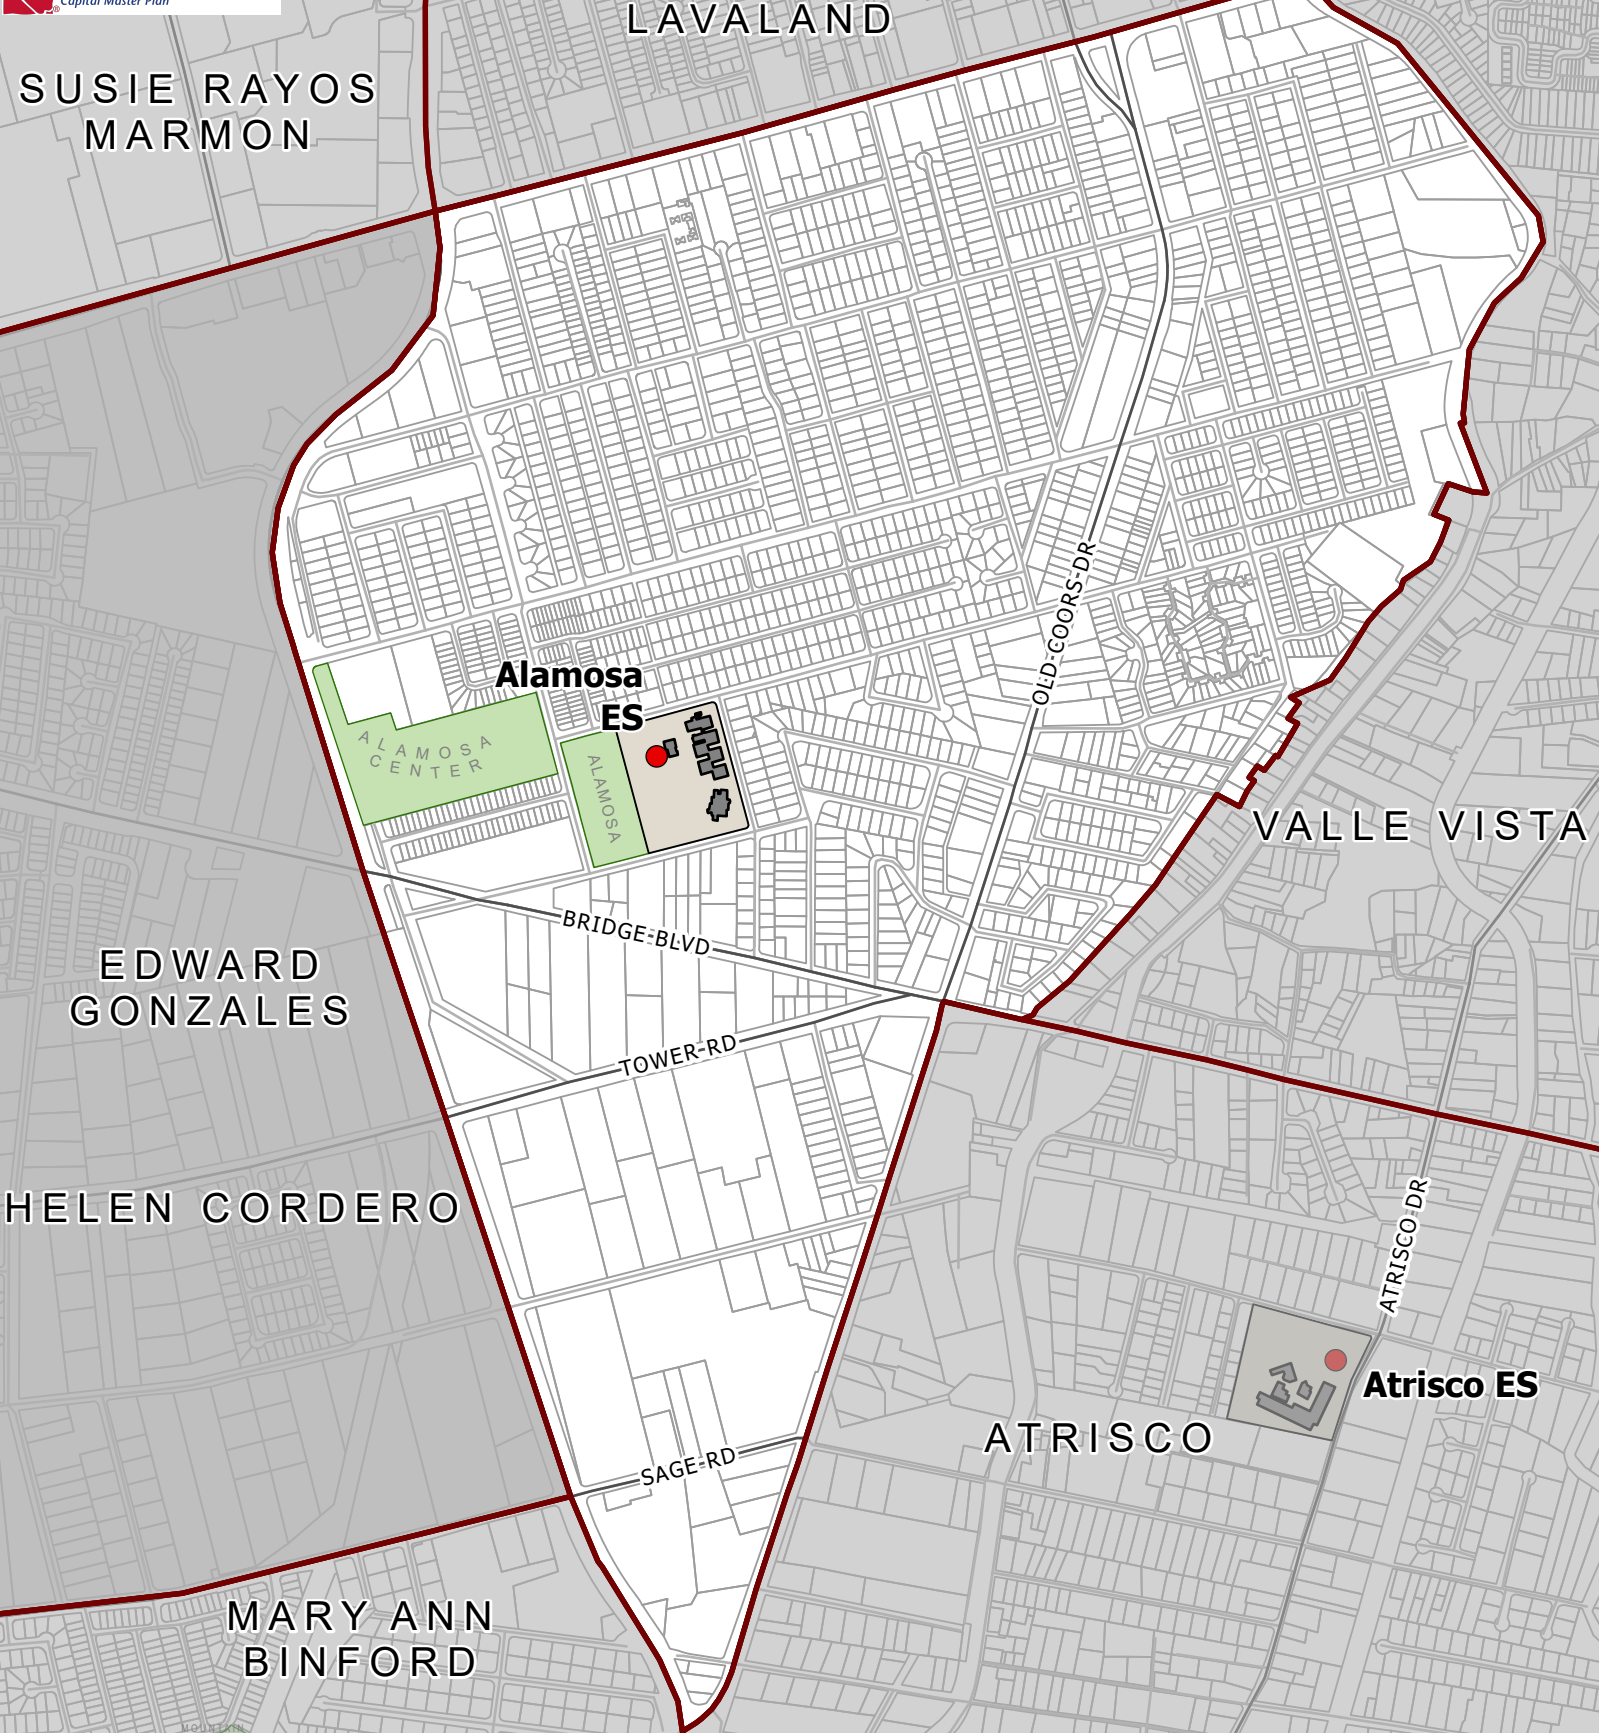 Capital Master Plan
®
LAVALAND
SUSIE RAYOS
MARMON
OLD COORS DR
Alamosa
ES
ALAMOSA
CENTER
ALAMOSA
VALLE VISTA
BRIDGE BLVD
EDWARD
GONZALES
TOWER RD
HELEN CORDERO
ATRISCO DR
Atrisco ES
ATRISCO
SAGE RD
MARY ANN
BINFORD
MOUNTAIN